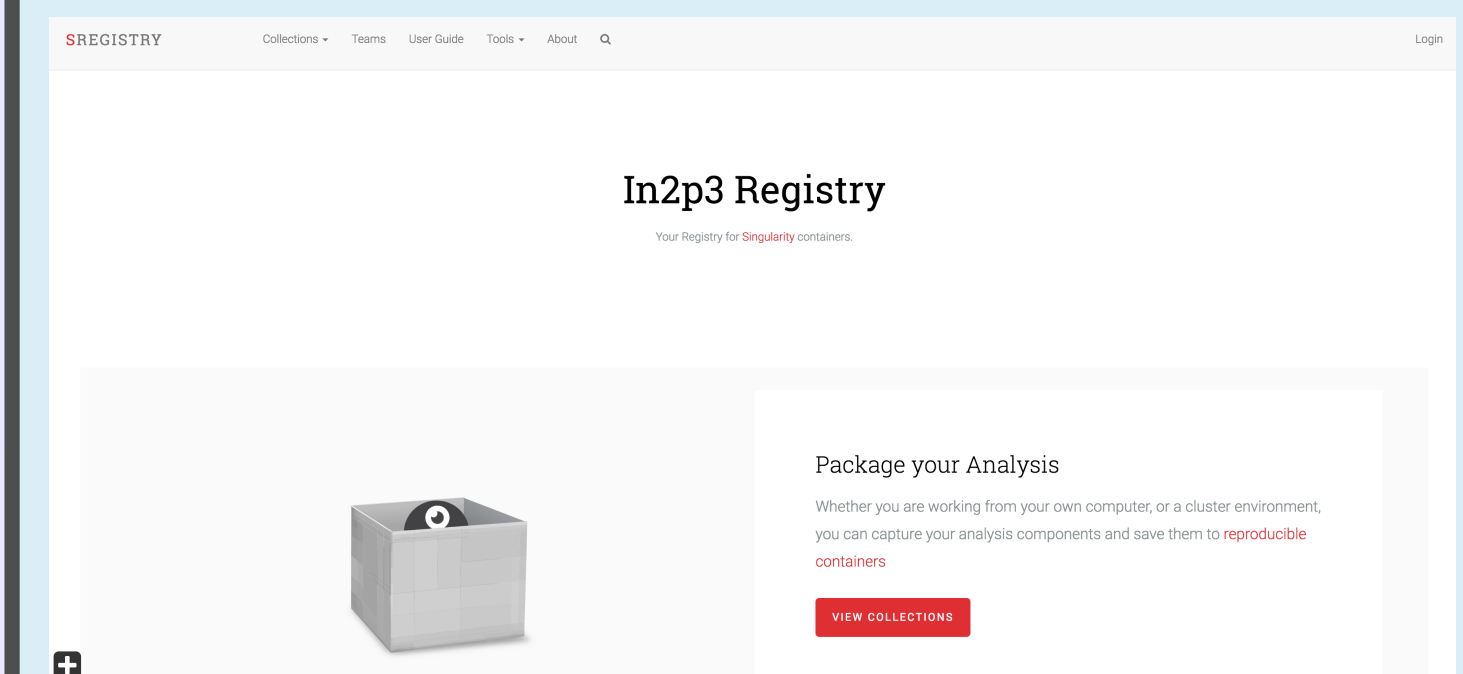 SREGISTRY Collections Teams User Guide Tools About Login
In2p3 Registry
Your Registry for Singularity containers.
Package your Analysis
Whether you are working from your own computer, or a cluster environment,
you can capture your analysis components and save them to reproducible
containers
VIEW COLLECTIONS